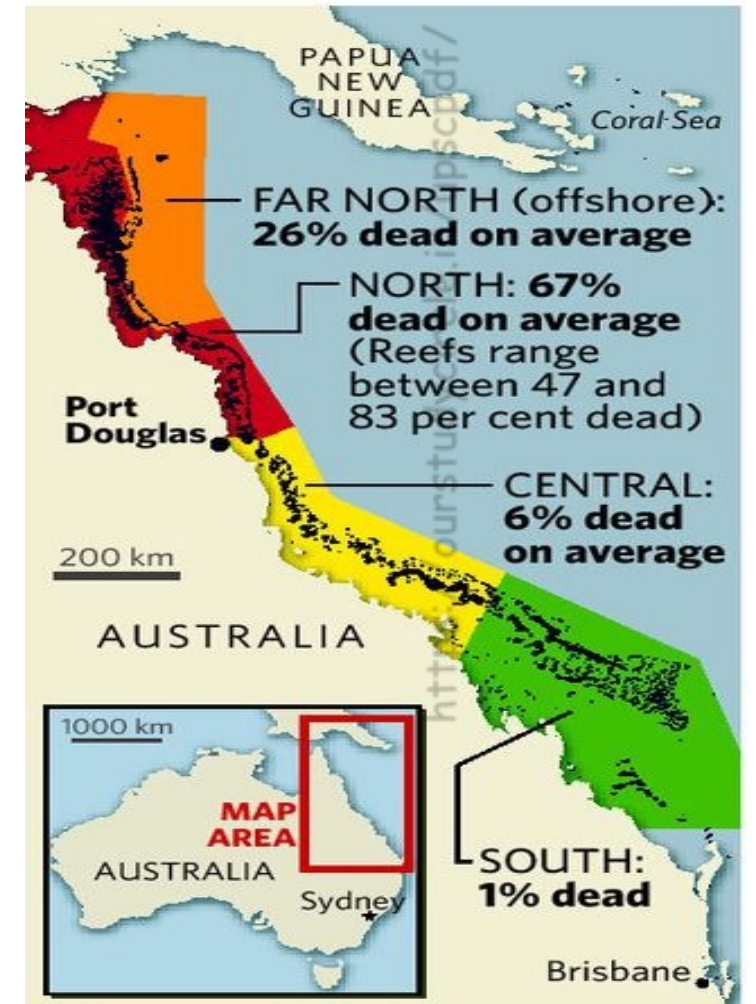 PAPUA
NEW
GUINEA
Coral Sea
FAR NORTH (offshore):
26% dead on average
NORTH: 67%
dead on average
(Reefs range
between 47 and
83 per cent dead)
Port
Douglas
CENTRAL:
6% dead
on average
200 km
AUSTRALIA
1000 km
MAP
AREA
AUSTRALIA
Sydney
SOUTH:
1% dead
Brisbane